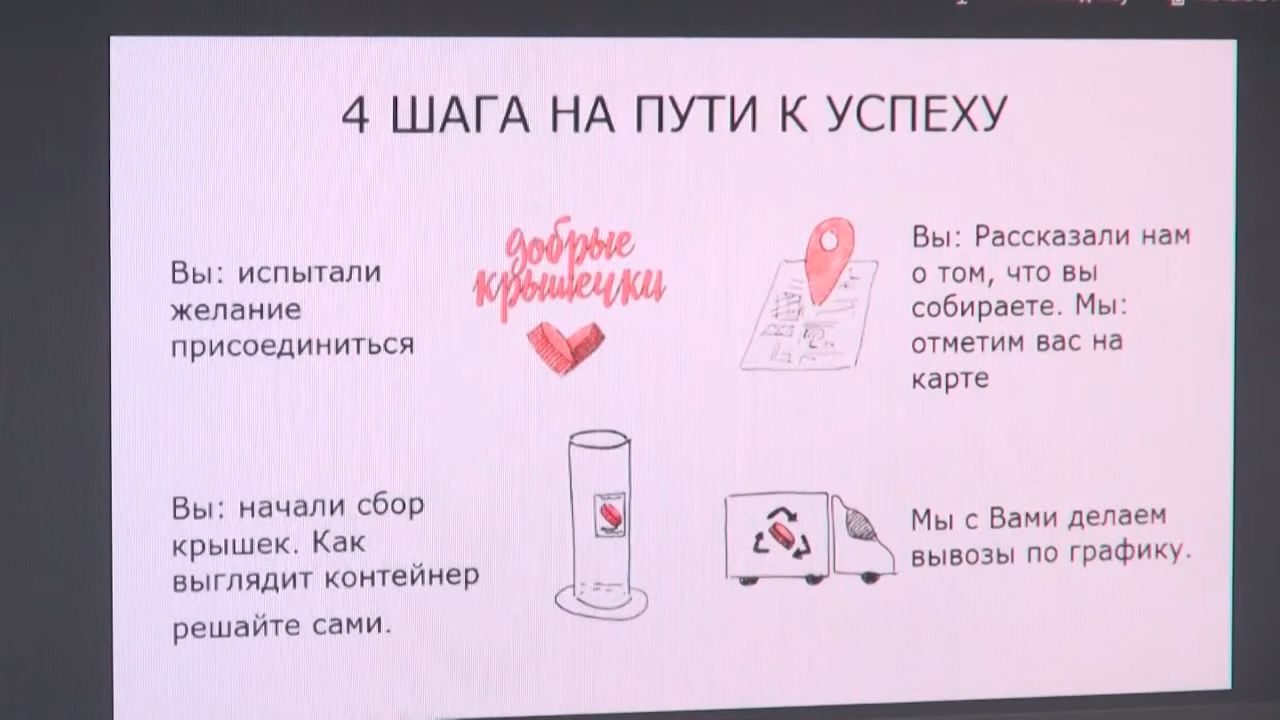 4 ШАГА НА ПУТИ К УСПЕХУ
Вы: испытали
желание
присоединиться
добрые
крышечки
Вы: Рассказали нам
о том, что вы
собираете. Мы:
отметим вас на
карте
Вы: начали сбор
крышек. Как
выглядит контейнер
решайте сами.
Мы с Вами делаем
вывозы по графику.